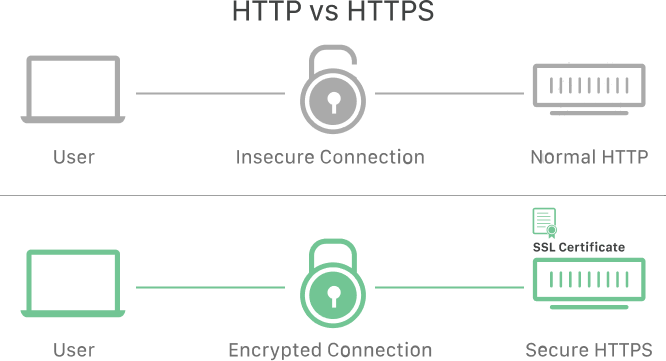 HTTP vs HTTPS
User
Insecure Connection
Normal HTTP
SSL Certificate
User
Encrypted Connection
Secure HTTPS